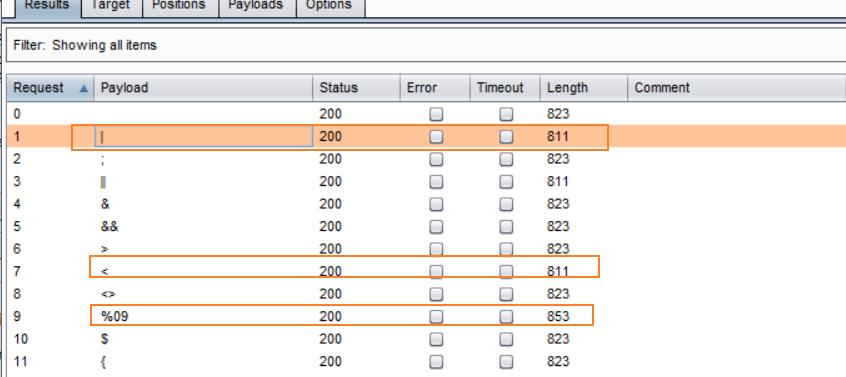 Results Target Positions Payloads Options
Filter: Showing all items
Request Payload Status Error Timeout Length Comment
0 200 823
1 | 200 811
2 ; 200 823
3 || 200 811
4 & 200 823
5 && 200 823
6 > 200 823
7 < 200 811
8 <> 200 823
9 %09 200 853
10 $ 200 823
11 { 200 823